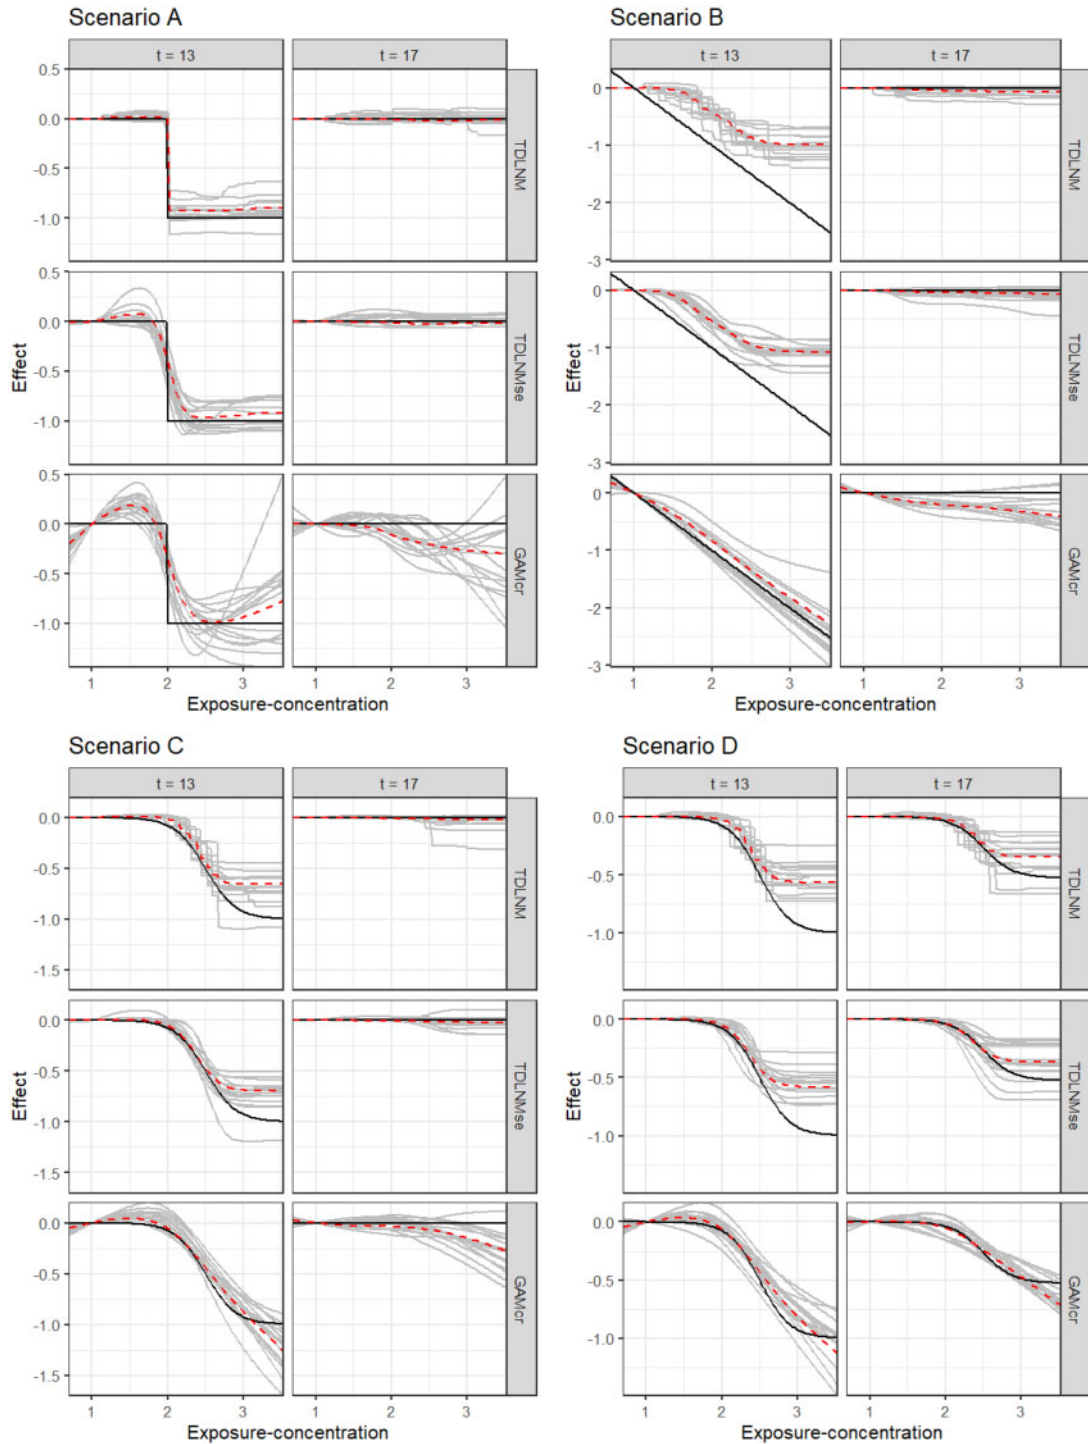 Scenario A
t = 13
t = 17
0.5
0.0
-0.5
-1.0
TDLNM
0.5
0.0
-0.5
-1.0
TDLNMse
0.5
0.0
-0.5
-1.0
GAMcr
Effect
1
2
3
1
2
3
Exposure-concentration
Scenario B
t = 13
t = 17
0
-1
-2
-3
TDLNM
0
-1
-2
-3
TDLNMse
0
-1
-2
-3
GAMcr
Effect
1
2
3
1
2
3
Exposure-concentration
Scenario C
t = 13
t = 17
0.0
-0.5
-1.0
-1.5
TDLNM
0.0
-0.5
-1.0
-1.5
TDLNMse
0.0
-0.5
-1.0
-1.5
GAMcr
Effect
1
2
3
1
2
3
Exposure-concentration
Scenario D
t = 13
t = 17
0.0
-0.5
-1.0
TDLNM
0.0
-0.5
-1.0
TDLNMse
0.0
-0.5
-1.0
GAMcr
Effect
1
2
3
1
2
3
Exposure-concentration